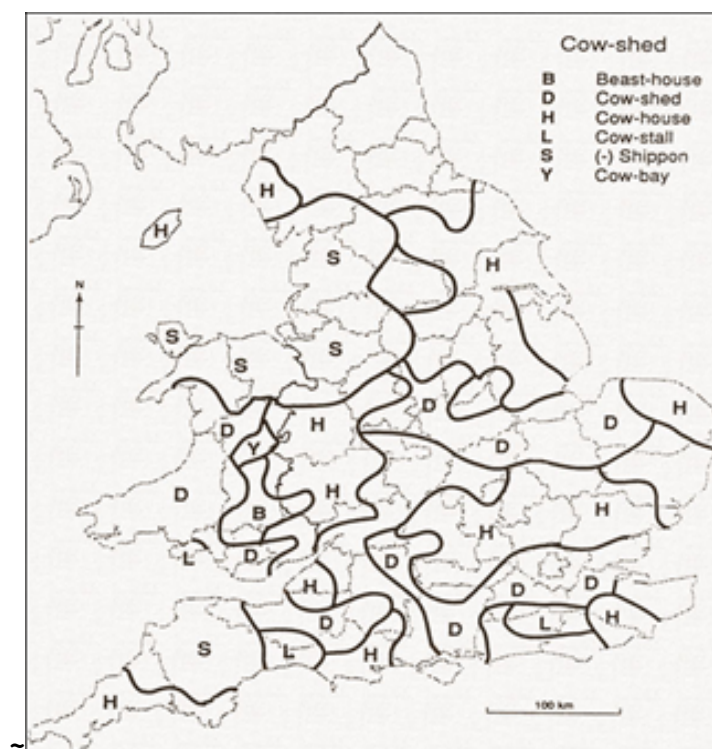 Cow-shed
B Beast-house
D Cow-shed
H Cow-house
L Cow-stall
S (-) Shippon
Y Cow-bay
H
H
S
H
N
S
S
S
D
H
D
D
H
Y
D
D
H
B
H
H
L
D
D
H
D
D
D
L
H
S
L
H
D
H
100 km
~